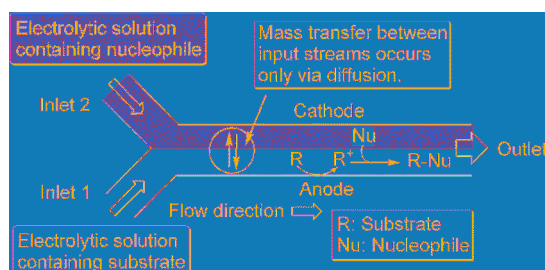 Electrolytic solution
containing nucleophile
Mass transfer between
input streams occurs
only via diffusion.
Inlet 2
Cathode
Nu
R
R+
R-Nu
Outlet
Inlet 1
Anode
Flow direction
R: Substrate
Nu: Nucleophile
Electrolytic solution
containing substrate